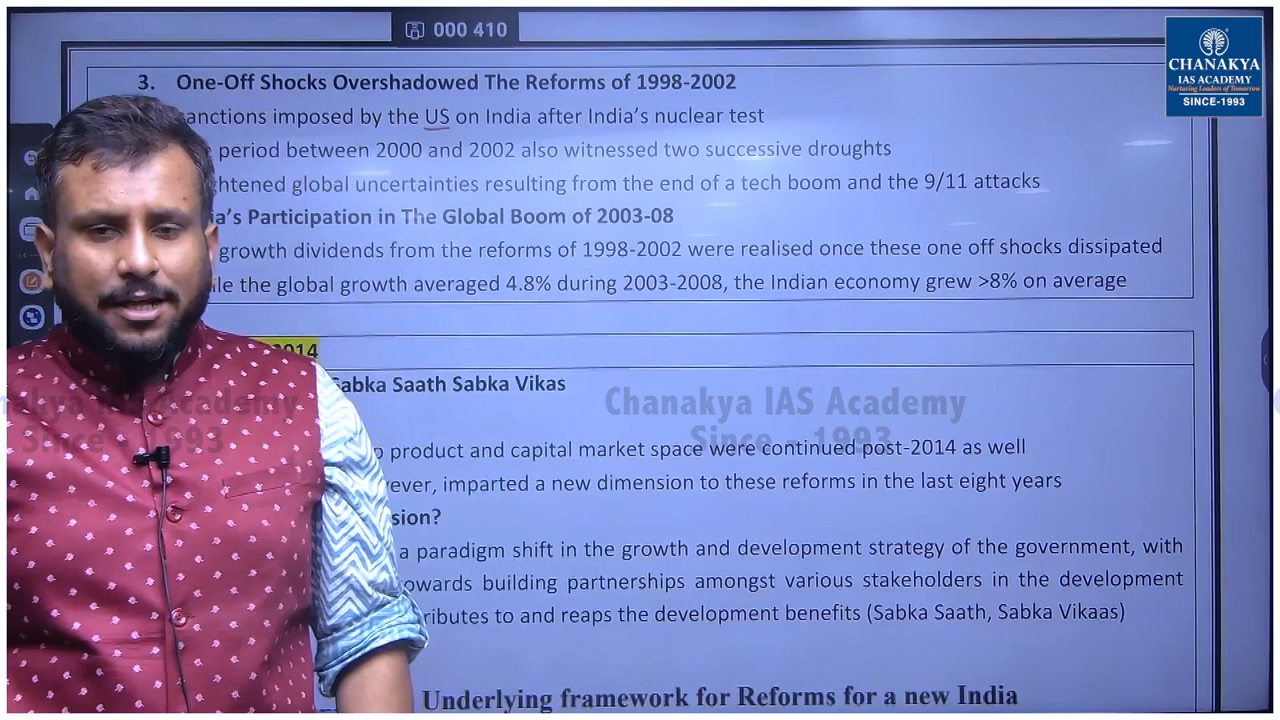 000 410
CHANAKYA
IAS ACADEMY
Nurturing Leaders of Tomorrow
SINCE-1993
3. One-Off Shocks Overshadowed The Reforms of 1998-2002
anctions imposed by the US on India after India's nuclear test
period between 2000 and 2002 also witnessed two successive droughts
ghtened global uncertainties resulting from the end of a tech boom and the 9/11 attacks
ia's Participation in The Global Boom of 2003-08
growth dividends from the reforms of 1998-2002 were realised once these one off shocks dissipated
ile the global growth averaged 4.8% during 2003-2008, the Indian economy grew >8% on average
2014
Sabka Saath Sabka Vikas
nakya IAS Academy
Since - 1993
Chanakya IAS Academy
Since - 1993
o product and capital market space were continued post-2014 as well
ever, imparted a new dimension to these reforms in the last eight years
sion?
a paradigm shift in the growth and development strategy of the government, with
owards building partnerships amongst various stakeholders in the development
ributes to and reaps the development benefits (Sabka Saath, Sabka Vikaas)
Underlying framework for Reforms for a new India